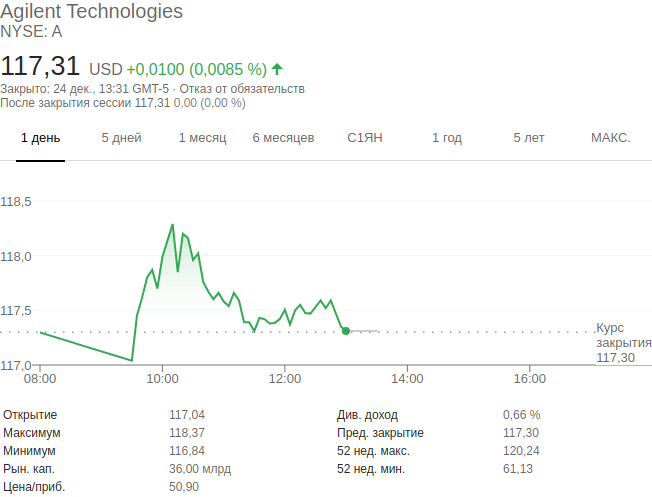 Agilent Technologies
NYSE: A
117,31 USD +0,0100 (0,0085 %)
Закрыто: 24 дек., 13:31 GMT-5 · Отказ от обязательств
После закрытия сессии 117,31 0,00 (0,00 %)
1 день 5 дней 1 месяц 6 месяцев С1ЯН 1 год 5 лет МАКС.
118,5
118,0
117,5
Курс
закрытия
117,30
117,0
08:00 10:00 12:00 14:00 16:00
Открытие 117,04 Див. доход 0,66 %
Максимум 118,37 Пред. закрытие 117,30
Минимум 116,84 52 нед. макс. 120,24
Рын. кап. 36,00 млрд 52 нед. мин. 61,13
Цена/приб. 50,90